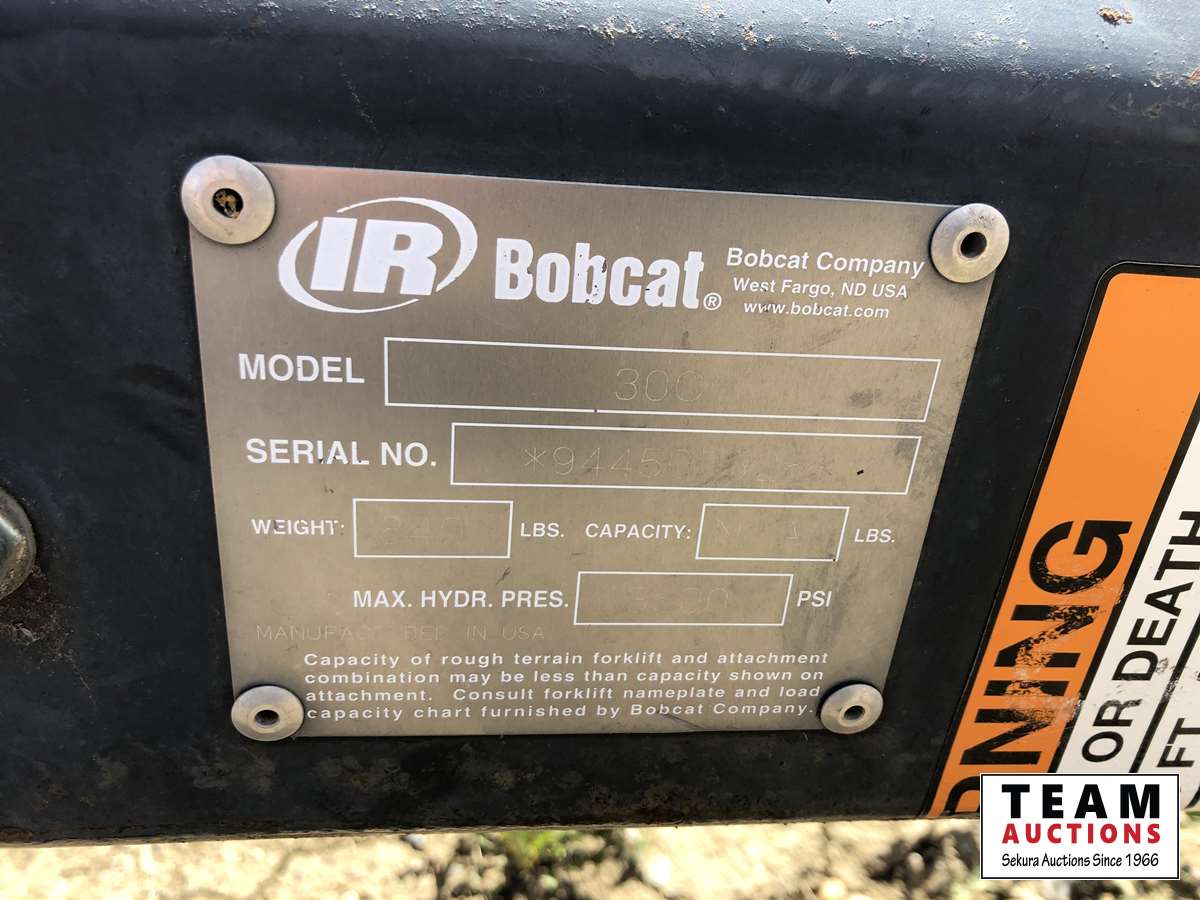 IR Bobcat® Bobcat Company
West Fargo, ND USA
www.bobcat.com
MODEL 30C
SERIAL NO.
WEIGHT: LBS. CAPACITY: LBS.
MAX. HYDR. PRES. PSI
IN USA
Capacity of rough terrain forklift and attachment
combination may be less than capacity shown on
attachment. Consult forklift nameplate and load
capacity chart furnished by Bobcat Company.
OR DEATH
TEAM
AUCTIONS
Sekura Auctions Since 1966